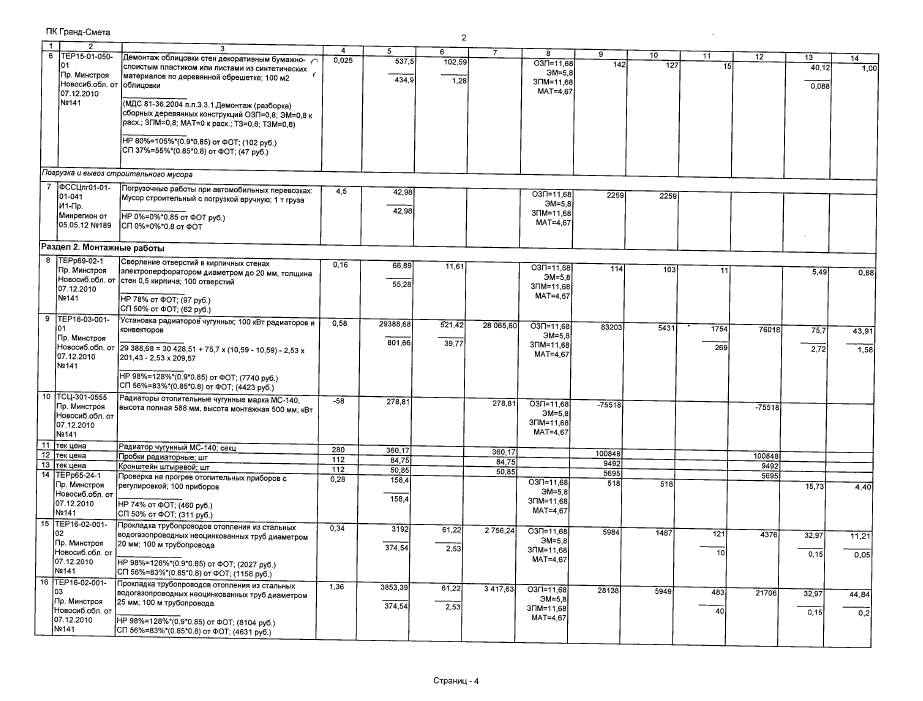 ПК Гранд-Смета
2
1 2 3 4 5 6 7 8 9 10 11 12 13 14
6 ТЕР15-01-050-01 Пр. Минстроя Новосиб.обл. от 07.12.2010 №141
Демонтаж облицовки стен декоративным бумажно-слоистым пластиком или листами из синтетических материалов по деревянной обрешетке; 100 м2 облицовки
(МДС 81-36.2004 п.п.3.3.1.Демонтаж (разборка) сборных деревянных конструкций ОЗП=0,8; ЭМ=0,8 к расх.; ЗПМ=0,8; МАТ=0 к расх.; ТЗ=0,8; ТЗМ=0,8)
НР 80%=105%*(0.9*0.85) от ФОТ; (102 руб.)
СП 37%=55%*(0.85*0.8) от ФОТ; (47 руб.)
0,025 537,5 434,9 102,59 1,28 ОЗП=11,68 ЭМ=5,8 ЗПМ=11,68 МАТ=4,67 142 127 15 40,12 0,088 1,00
Погрузка и вывоз строительного мусора
7 ФССЦпг01-01-01-041 И1-Пр. Минрегион от 05.05.12 №189
Погрузочные работы при автомобильных перевозках: Мусор строительный с погрузкой вручную; 1 т груза
НР 0%=0%*0.85 от ФОТ руб.)
СП 0%=0%*0.8 от ФОТ
4,5 42,98 42,98 ОЗП=11,68 ЭМ=5,8 ЗПМ=11,68 МАТ=4,67 2259 2259
Раздел 2. Монтажные работы
8 ТЕРр69-02-1 Пр. Минстроя Новосиб.обл. от 07.12.2010 №141
Сверление отверстий в кирпичных стенах электроперфоратором диаметром до 20 мм, толщина стен 0,5 кирпича; 100 отверстий
НР 78% от ФОТ; (97 руб.)
СП 50% от ФОТ; (62 руб.)
0,16 66,89 55,28 11,61 ОЗП=11,68 ЭМ=5,8 ЗПМ=11,68 МАТ=4,67 114 103 11 5,49 0,88
9 ТЕР18-03-001-01 Пр. Минстроя Новосиб.обл. от 07.12.2010 №141
Установка радиаторов чугунных; 100 кВт радиаторов и конвекторов
29 388,68 = 30 428,51 + 75,7 x (10,59 - 10,59) - 2,53 x 201,43 - 2,53 x 209,57
НР 98%=128%*(0.9*0.85) от ФОТ; (7740 руб.)
СП 56%=83%*(0.85*0.8) от ФОТ; (4423 руб.)
0,58 29388,68 801,66 521,42 39,77 28 065,60 ОЗП=11,68 ЭМ=5,8 ЗПМ=11,68 МАТ=4,67 83203 5431 1754 269 76018 75,7 2,72 43,91 1,58
10 ТСЦ-301-0555 Пр. Минстроя Новосиб.обл. от 07.12.2010 №141
Радиаторы отопительные чугунные марка МС-140, высота полная 588 мм, высота монтажная 500 мм; кВт
-58 278,81 278,81 ОЗП=11,68 ЭМ=5,8 ЗПМ=11,68 МАТ=4,67 -75518 -75518
11 тек цена Радиатор чугунный МС-140; секц 280 360,17 360,17 100848 100848
12 тек цена Пробки радиаторные; шт 112 84,75 84,75 9492 9492
13 тек цена Кронштейн штыревой; шт 112 50,85 50,85 5695 5695
14 ТЕРр65-24-1 Пр. Минстроя Новосиб.обл. от 07.12.2010 №141
Проверка на прогрев отопительных приборов с регулировкой; 100 приборов
НР 74% от ФОТ; (460 руб.)
СП 50% от ФОТ; (311 руб.)
0,28 158,4 158,4 ОЗП=11,68 ЭМ=5,8 ЗПМ=11,68 МАТ=4,67 518 518 15,73 4,40
15 ТЕР16-02-001-02 Пр. Минстроя Новосиб.обл. от 07.12.2010 №141
Прокладка трубопроводов отопления из стальных водогазопроводных неоцинкованных труб диаметром 20 мм; 100 м трубопровода
НР 98%=128%*(0.9*0.85) от ФОТ; (2027 руб.)
СП 56%=83%*(0.85*0.8) от ФОТ; (1158 руб.)
0,34 3192 374,54 61,22 2,53 2 756,24 ОЗП=11,68 ЭМ=5,8 ЗПМ=11,68 МАТ=4,67 5984 1487 121 10 4376 32,97 0,15 11,21 0,05
16 ТЕР16-02-001-03 Пр. Минстроя Новосиб.обл. от 07.12.2010 №141
Прокладка трубопроводов отопления из стальных водогазопроводных неоцинкованных труб диаметром 25 мм; 100 м трубопровода
НР 98%=128%*(0.9*0.85) от ФОТ; (8104 руб.)
СП 56%=83%*(0.85*0.8) от ФОТ; (4631 руб.)
1,36 3853,39 374,54 61,22 2,53 3 417,63 ОЗП=11,68 ЭМ=5,8 ЗПМ=11,68 МАТ=4,67 28138 5949 483 40 21706 32,97 0,15 44,84 0,2
Страниц - 4